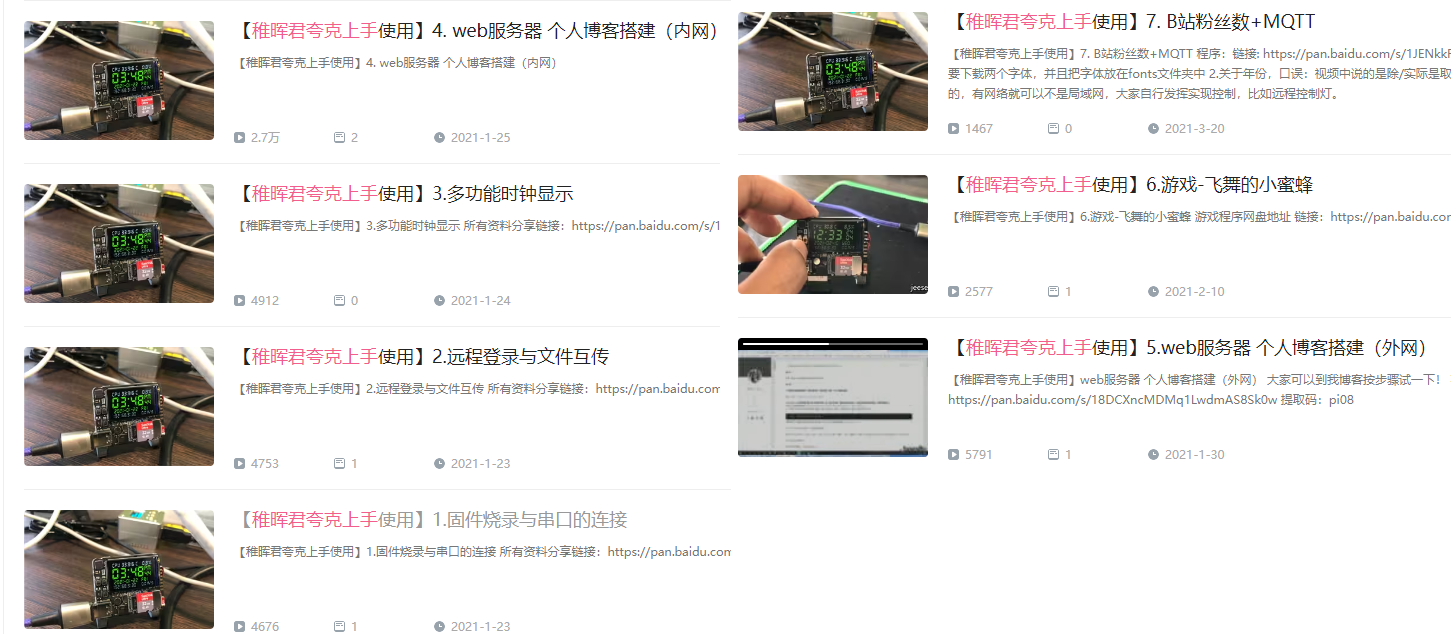 【稚晖君夸克上手使用】4. web服务器 个人博客搭建（内网）
【稚晖君夸克上手使用】4. web服务器 个人博客搭建（内网）
2.7万 2 2021-1-25
【稚晖君夸克上手使用】3.多功能时钟显示
【稚晖君夸克上手使用】3.多功能时钟显示 所有资料分享链接：https://pan.baidu.com/s/1
4912 0 2021-1-24
【稚晖君夸克上手使用】2.远程登录与文件互传
【稚晖君夸克上手使用】2.远程登录与文件互传 所有资料分享链接：https://pan.baidu.com
4753 1 2021-1-23
【稚晖君夸克上手使用】1.固件烧录与串口的连接
【稚晖君夸克上手使用】1.固件烧录与串口的连接 所有资料分享链接：https://pan.baidu.com
4676 1 2021-1-23
【稚晖君夸克上手使用】7. B站粉丝数+MQTT
【稚晖君夸克上手使用】7. B站粉丝数+MQTT 程序：链接: https://pan.baidu.com/s/1JENkkF
要下载两个字体，并且把字体放在fonts文件夹中 2.关于年份，口误：视频中说的是除/实际是取
的，有网络就可以不是局域网，大家自行发挥实现控制，比如远程控制灯。
1467 0 2021-3-20
【稚晖君夸克上手使用】6.游戏-飞舞的小蜜蜂
【稚晖君夸克上手使用】6.游戏-飞舞的小蜜蜂 游戏程序网盘地址 链接：https://pan.baidu.cor
2577 1 2021-2-10
【稚晖君夸克上手使用】5.web服务器 个人博客搭建（外网）
【稚晖君夸克上手使用】web服务器 个人博客搭建（外网） 大家可以到我博客按步骤试一下！
https://pan.baidu.com/s/18DCXncMDMq1LwdmAS8Sk0w 提取码：pi08
5791 1 2021-1-30